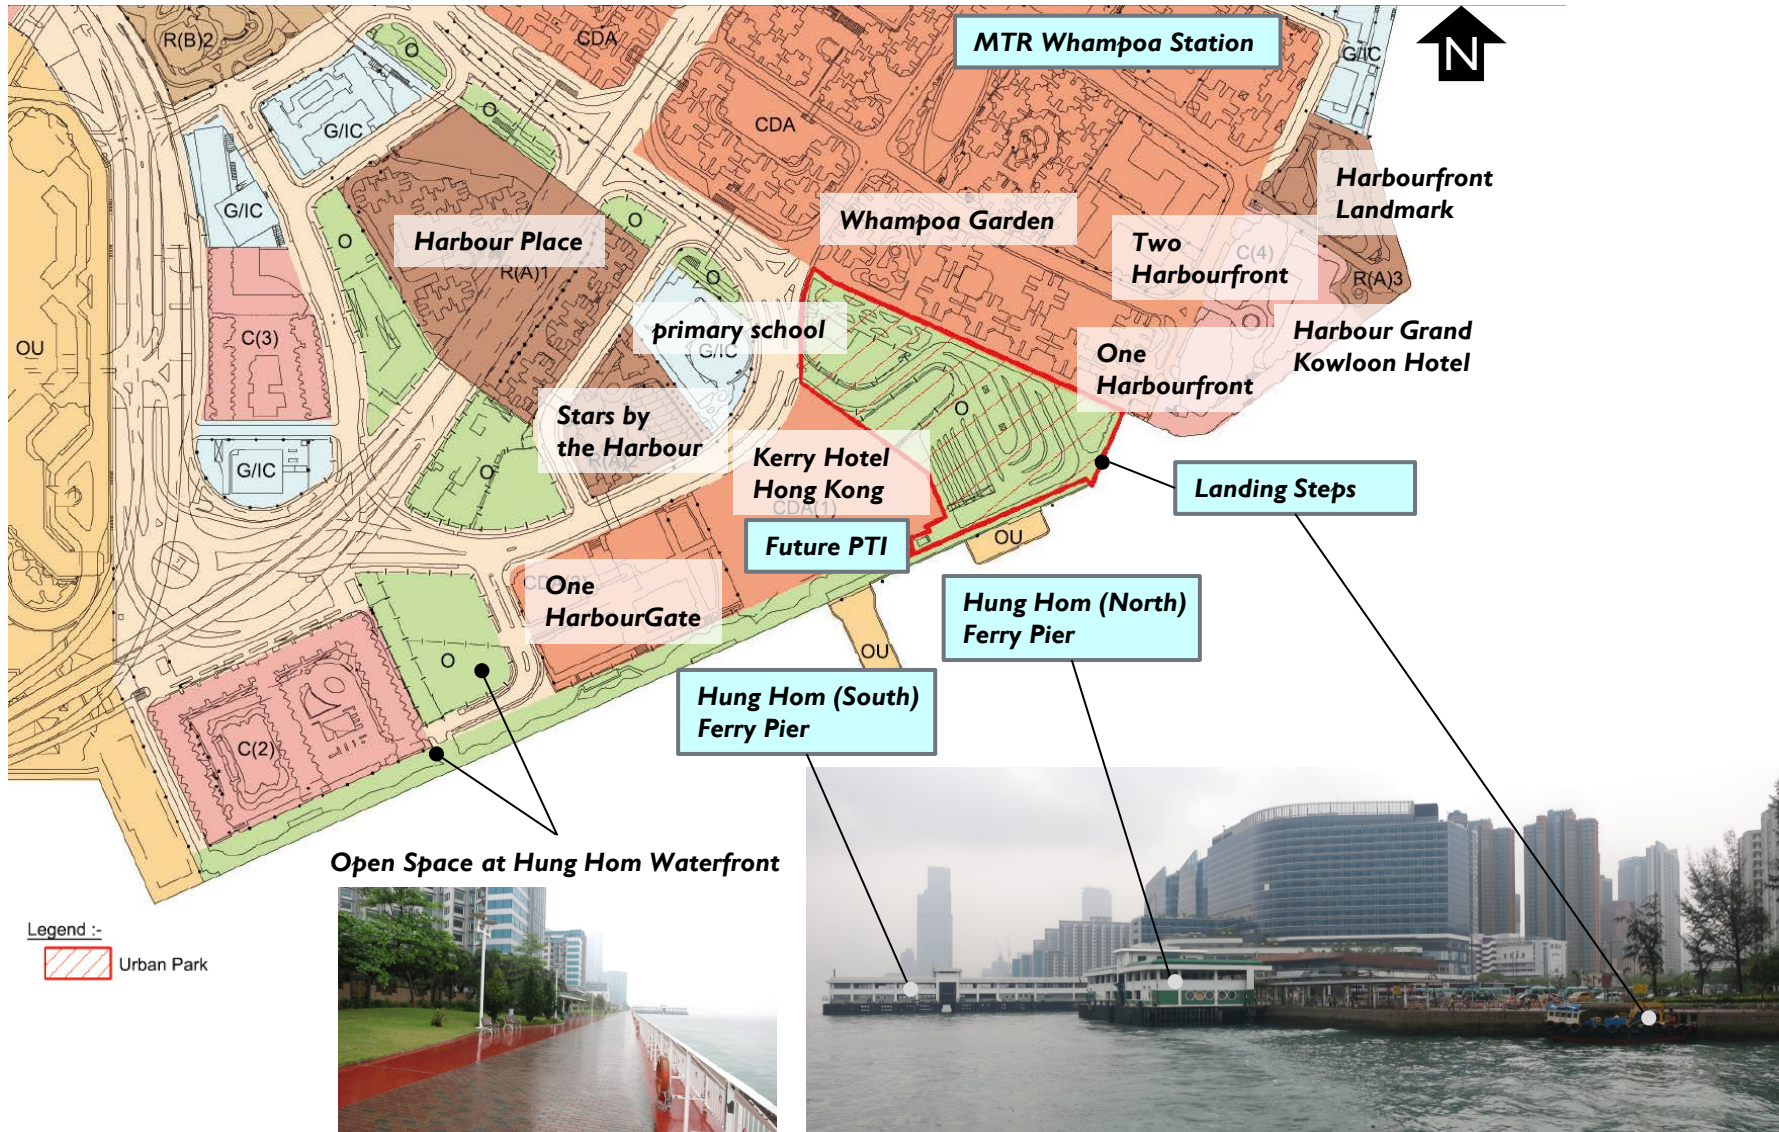 MTR Whampoa Station
N
R(B)2
O
CDA
G/IC
O
G/IC
CDA
Harbourfront
Landmark
G/IC
O
O
Harbour Place
R(A)1
Whampoa Garden
Two
Harbourfront
C(4)
R(A)3
O
primary school
G/IC
Harbour Grand
Kowloon Hotel
OU
C(3)
One
Harbourfront
O
Stars by
the Harbour
R(A)2
G/IC
O
Kerry Hotel
Hong Kong
CDA(1)
Landing Steps
Future PTI
OU
One
HarbourGate
Hung Hom (North)
Ferry Pier
O
OU
Hung Hom (South)
Ferry Pier
C(2)
Open Space at Hung Hom Waterfront
Legend :-
Urban Park